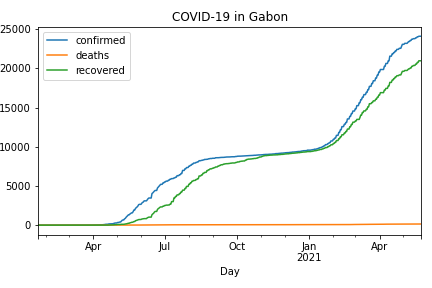 COVID-19 in Gabon
confirmed
deaths
recovered
25000
20000
15000
10000
5000
0
Apr Jul Oct Jan Apr
2021
Day